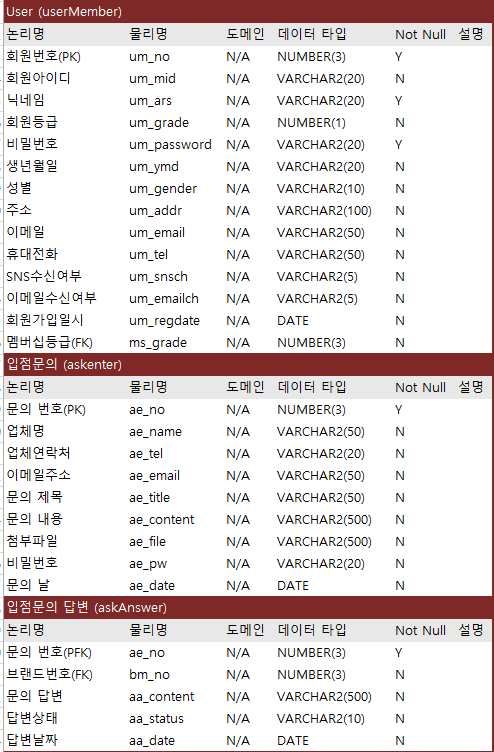 User (userMember)
논리명 물리명 도메인 데이터 타입 Not Null 설명
회원번호(PK) um_no N/A NUMBER(3) Y
회원아이디 um_mid N/A VARCHAR2(20) N
닉네임 um_ars N/A VARCHAR2(20) Y
회원등급 um_grade N/A NUMBER(1) N
비밀번호 um_password N/A VARCHAR2(20) Y
생년월일 um_ymd N/A VARCHAR2(20) N
성별 um_gender N/A VARCHAR2(10) N
주소 um_addr N/A VARCHAR2(100) N
이메일 um_email N/A VARCHAR2(50) N
휴대전화 um_tel N/A VARCHAR2(50) N
SNS수신여부 um_snsch N/A VARCHAR2(5) N
이메일수신여부 um_emailch N/A VARCHAR2(5) N
회원가입일시 um_regdate N/A DATE N
멤버십등급(FK) ms_grade N/A NUMBER(3) N
입점문의 (askenter)
논리명 물리명 도메인 데이터 타입 Not Null 설명
문의 번호(PK) ae_no N/A NUMBER(3) Y
업체명 ae_name N/A VARCHAR2(50) N
업체연락처 ae_tel N/A VARCHAR2(20) N
이메일주소 ae_email N/A VARCHAR2(50) N
문의 제목 ae_title N/A VARCHAR2(50) N
문의 내용 ae_content N/A VARCHAR2(500) N
첨부파일 ae_file N/A VARCHAR2(500) N
비밀번호 ae_pw N/A VARCHAR2(20) N
문의 날 ae_date N/A DATE N
입점문의 답변 (askAnswer)
논리명 물리명 도메인 데이터 타입 Not Null 설명
문의 번호(PFK) ae_no N/A NUMBER(3) Y
브랜드번호(FK) bm_no N/A NUMBER(3) N
문의 답변 aa_content N/A VARCHAR2(500) N
답변상태 aa_status N/A VARCHAR2(10) N
답변날짜 aa_date N/A DATE N